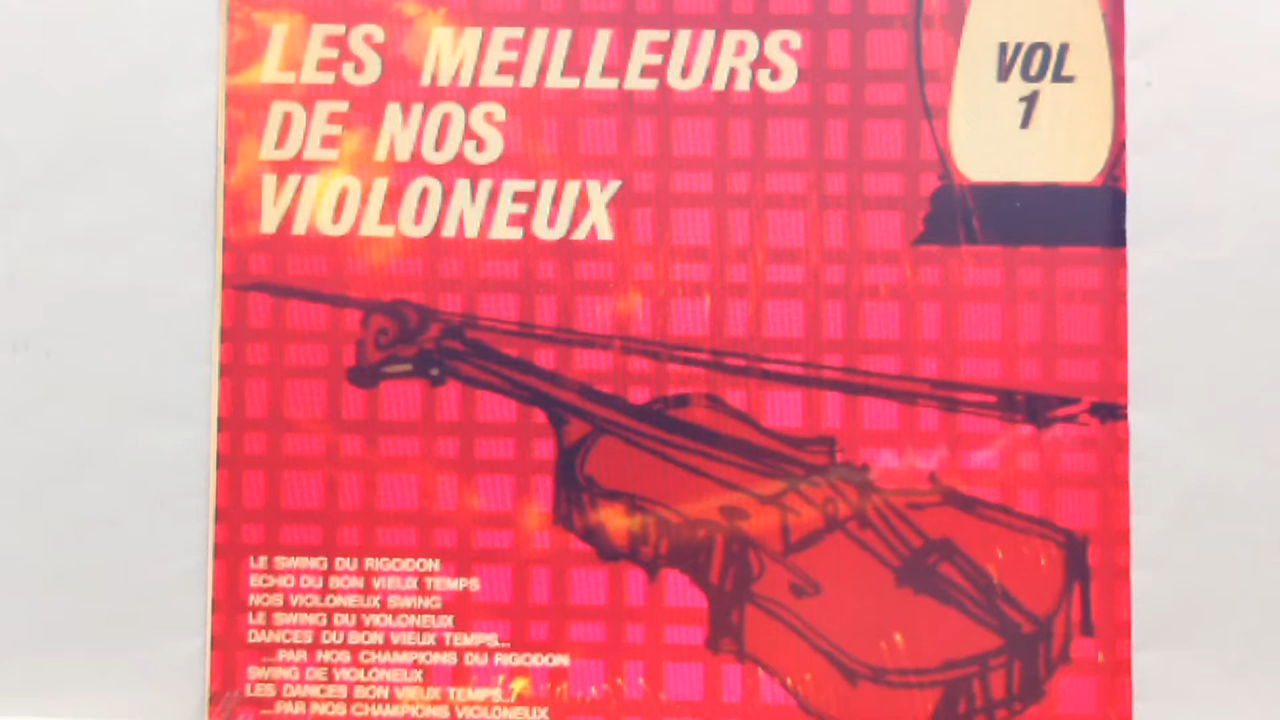 LES MEILLEURS
DE NOS
VIOLONEUX
VOL
1
LE SWING DU RIGODON
ECHO DU BON VIEUX TEMPS
NOS VIOLONEUX SWING
LE SWING DU VIOLONEUX
DANCES DU BON VIEUX TEMPS...
...PAR NOS CHAMPIONS DU RIGODON
SWING DE VIOLONEUX
LES DANCES BON VIEUX TEMPS...
...PAR NOS CHAMPIONS VIOLONEUX